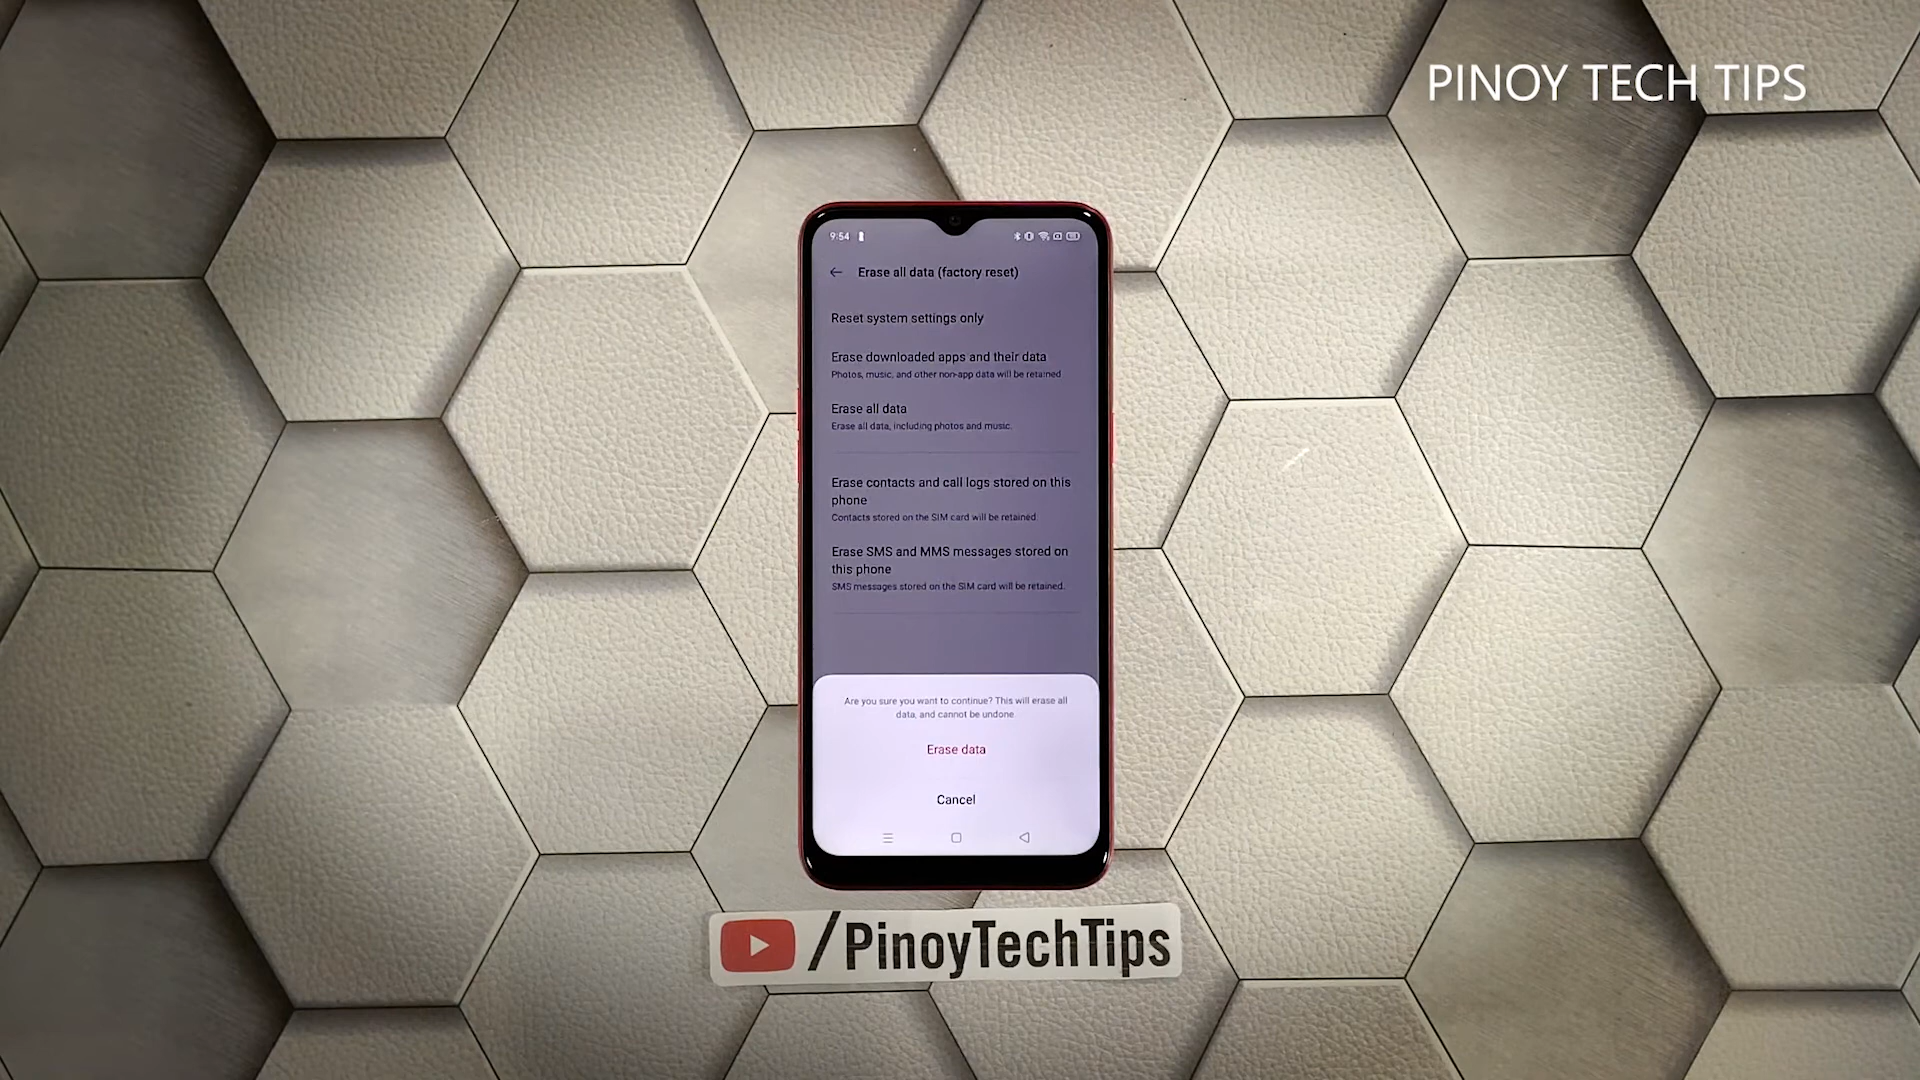 PINOY TECH TIPS
9:54
Erase all data (factory reset)
Reset system settings only
Erase downloaded apps and their data
Photos, music, and other non-app data will be retained
Erase all data
Erase all data, including photos and music.
Erase contacts and call logs stored on this
phone
Contacts stored on the SIM card will be retained
Erase SMS and MMS messages stored on
this phone
SMS messages stored on the SIM card will be retained.
Are you sure you want to continue? This will erase all
data, and cannot be undone.
Erase data
Cancel
/PinoyTechTips